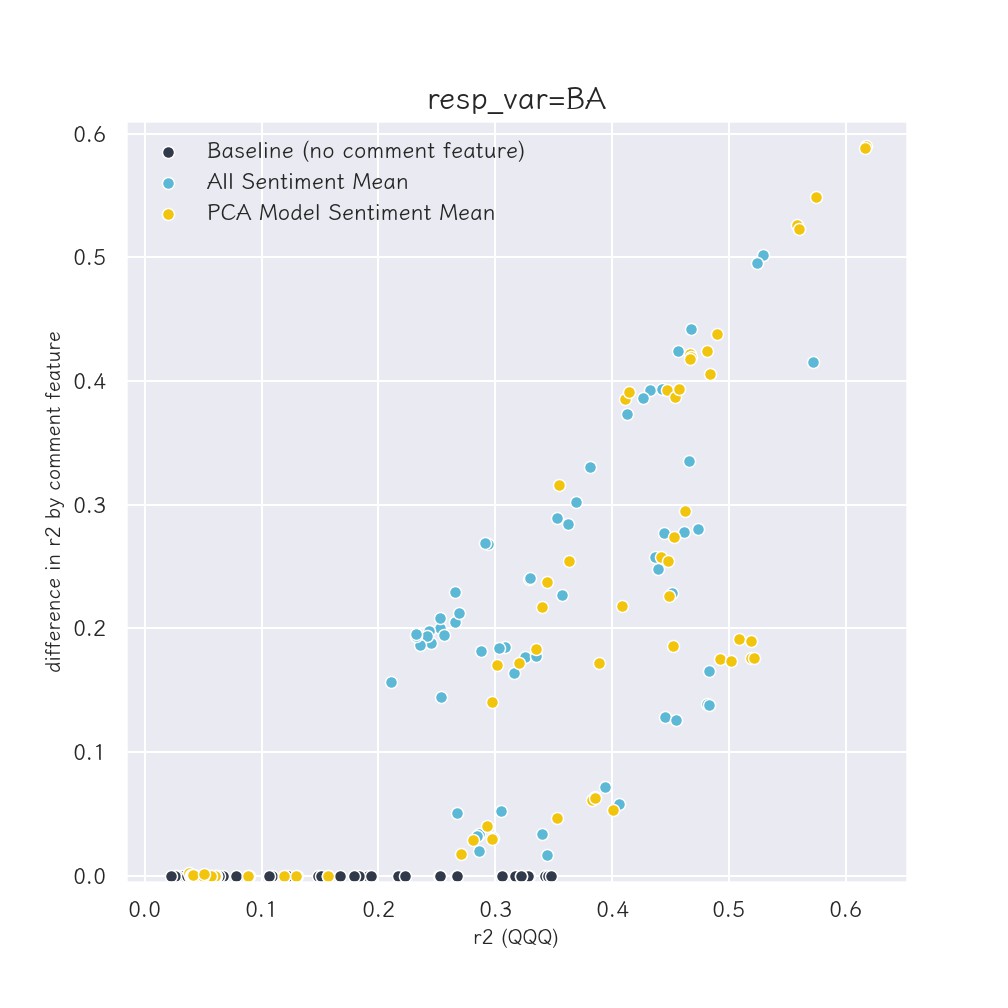 resp_var=BA
Baseline (no comment feature)
All Sentiment Mean
PCA Model Sentiment Mean
difference in r2 by comment feature
0.6
0.5
0.4
0.3
0.2
0.1
0.0
0.0 0.1 0.2 0.3 0.4 0.5 0.6
r2 (QQQ)